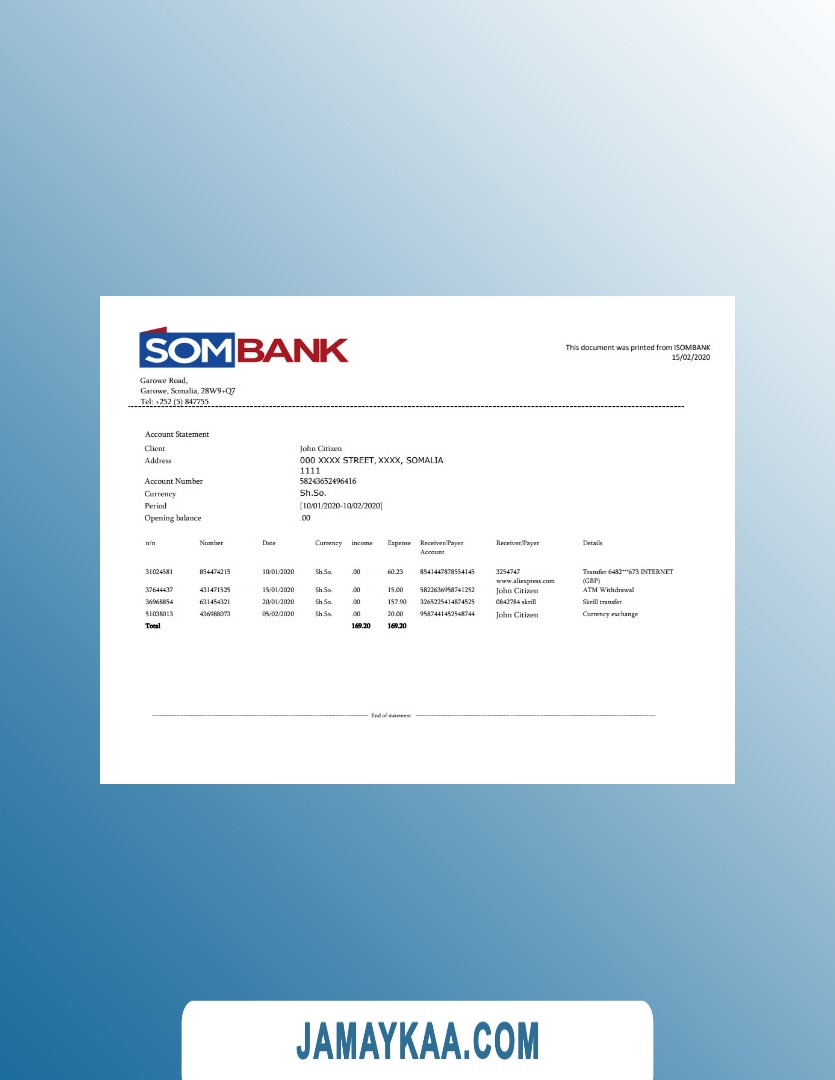 SOMBANK
This document was printed from ISOMBANK
15/02/2020
Garowe Road,
Garowe, Somalia, 28W9+Q7
Tel: +252 (5) 847755
Account Statement
Client John Citizen
Address 000 XXXX STREET, XXXX, SOMALIA
1111
Account Number 58243652496416
Currency Sh.So.
Period [10/01/2020-10/02/2020]
Opening balance .00
n/n Number Date Currency income Expense Receiver/Payer Receiver/Payer Details
Account
31024581 854474215 10/01/2020 Sh.So. .00 60.23 8541447878554145 3254747 Transfer 6482***673 INTERNET
www.aliexpress.com (GBP)
37644437 431471525 15/01/2020 Sh.So. .00 15.00 5822636958741252 John Citizen ATM Withdrawal
36968854 631454321 20/01/2020 Sh.So. .00 157.90 3265225414874525 0842784 skrill Skrill transfer
51038013 436988073 05/02/2020 Sh.So. .00 20.00 9587441452548744 John Citizen Currency exchange
Total 169.20 169.20
End of statement
JAMAYKAA.COM